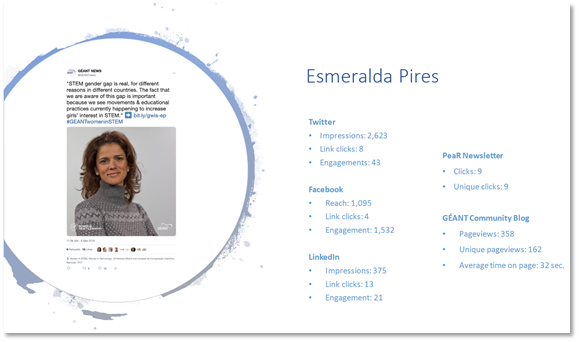 GÉANT NEWS
"STEM gender gap is real, for different
reasons in different countries. The fact that
we are aware of this gap is important
because we see movements & educational
practices currently happening to increase
girls' interest in STEM." ➡ bit.ly/gwis-ep
#GEANTwomeninSTEM
GÉANT
Esmeralda Pires
Twitter
• Impressions: 2,623
• Link clicks: 8
• Engagements: 43
Facebook
• Reach: 1,095
• Link clicks: 4
• Engagement: 1,532
LinkedIn
• Impressions: 375
• Link clicks: 13
• Engagement: 21
PeaR Newsletter
• Clicks: 9
• Unique clicks: 9
GÉANT Community Blog
• Pageviews: 358
• Unique pageviews: 162
• Average time on page: 32 sec.